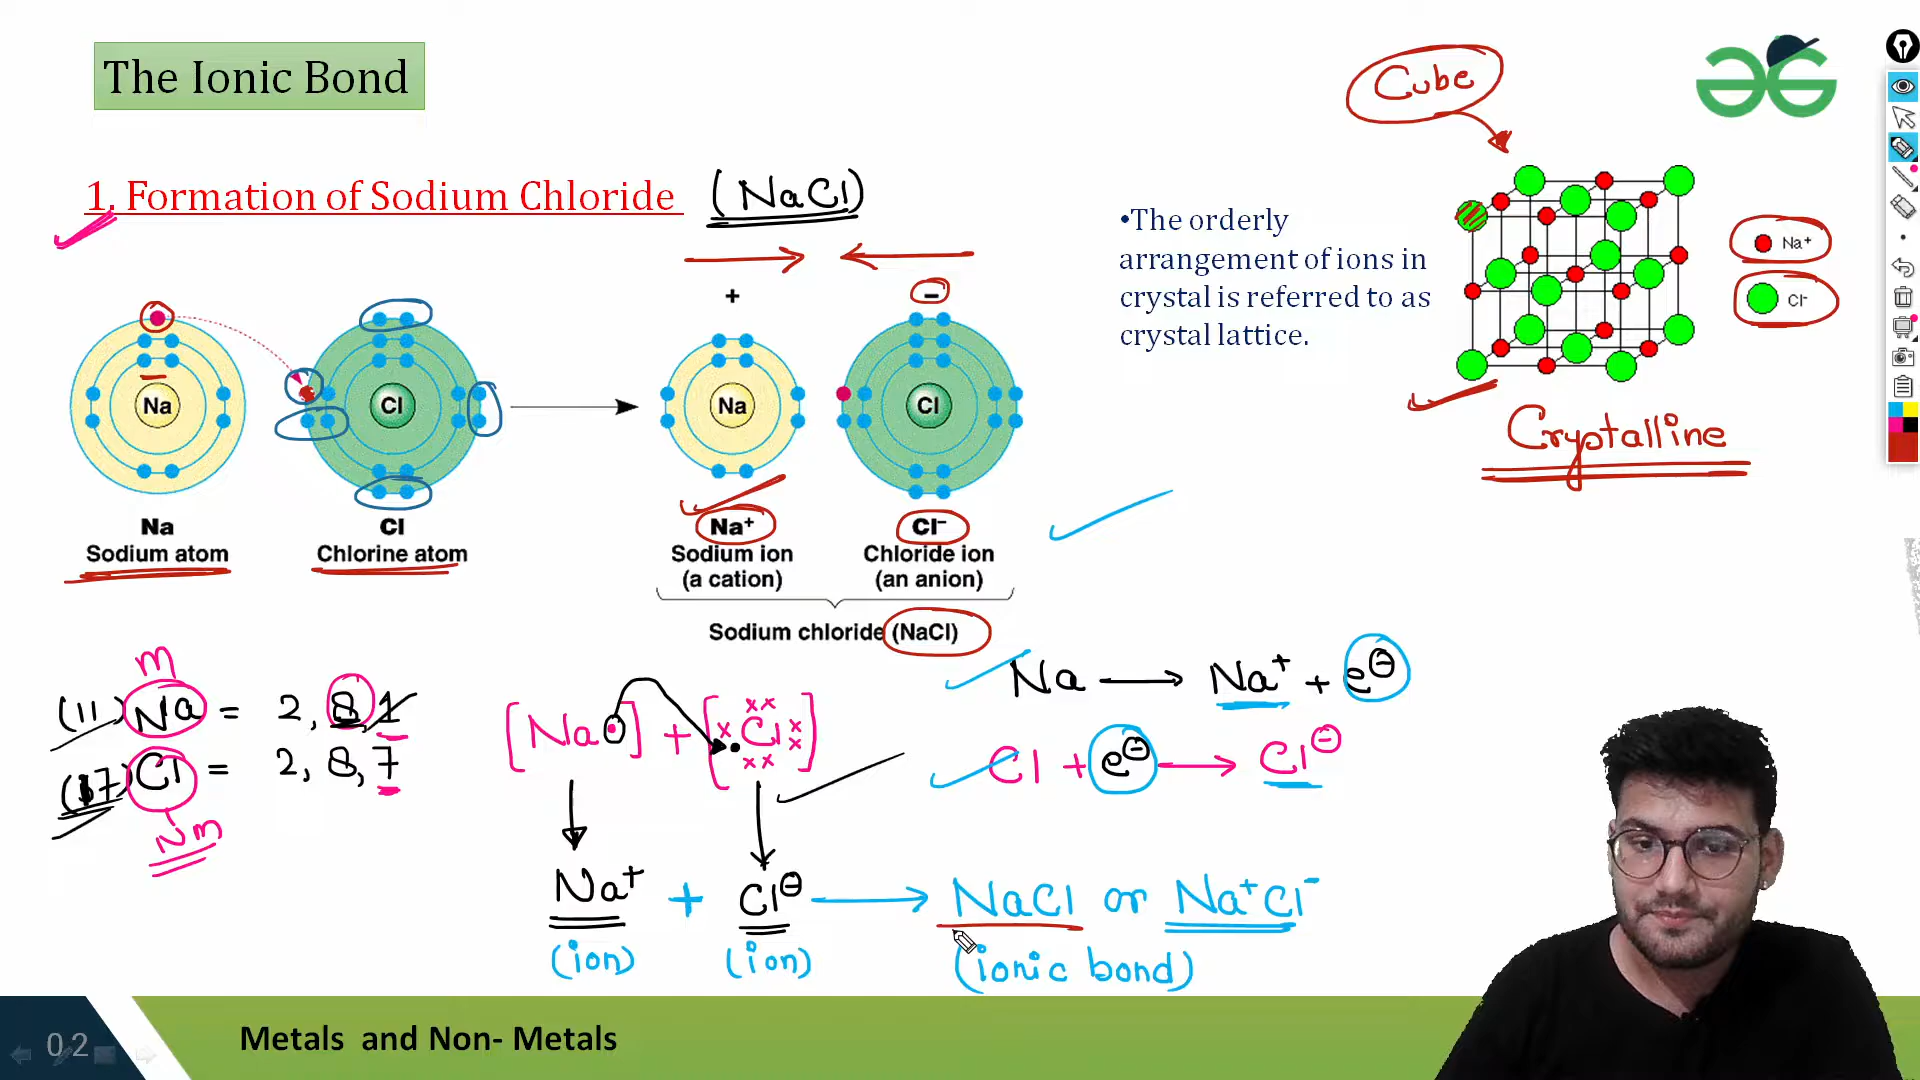 The Ionic Bond
1. Formation of Sodium Chloride (NaCl)
Cube
•The orderly
arrangement of ions in
crystal is referred to as
crystal lattice.
Na⁺
Cl⁻
Crystalline
+ −
Na Cl Na Cl
Na Cl Na⁺ Cl⁻
Sodium atom Chlorine atom Sodium ion Chloride ion
(a cation) (an anion)
Sodium chloride (NaCl)
m
(11) Na = 2, 8, 1
(17) Cl = 2, 8, 7
Nm
[Na•] + [Cl]
Na → Na⁺ + e⊖
Cl + e⊖ → Cl⊖
Na⁺ + Cl⊖ → NaCl or Na⁺Cl⁻
(ion) (ion) (ionic bond)
02 Metals and Non- Metals